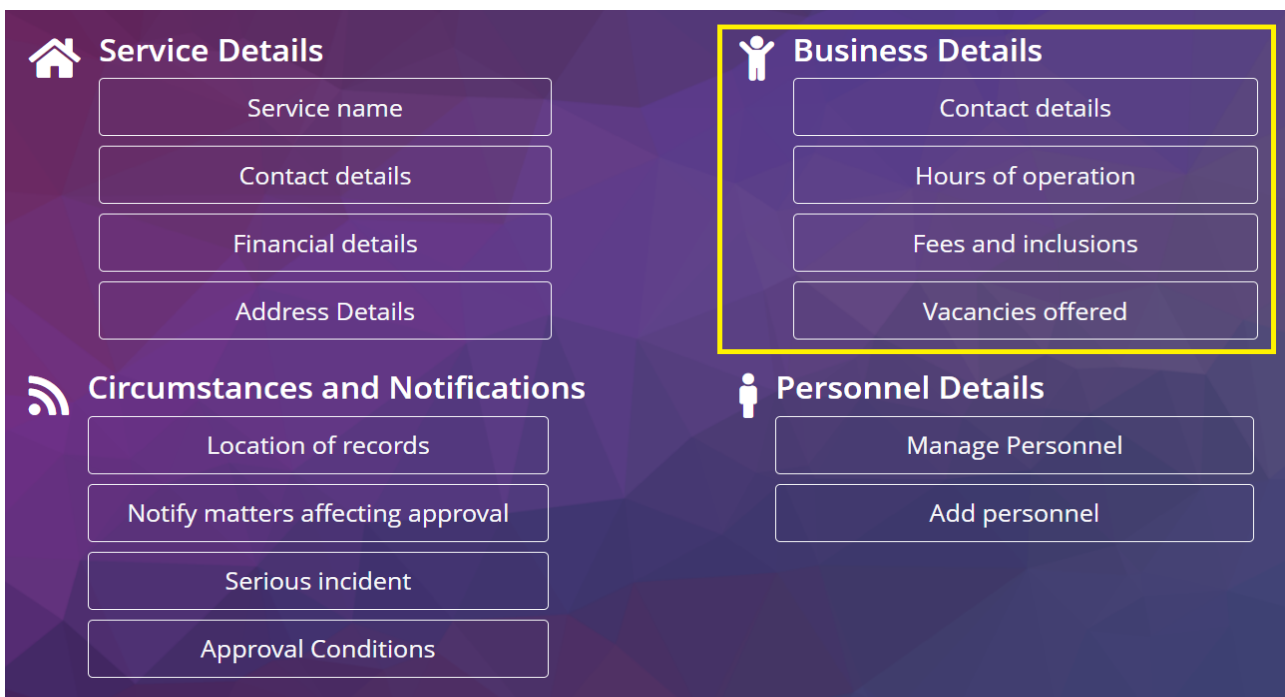 Service Details
Service name
Contact details
Financial details
Address Details
Business Details
Contact details
Hours of operation
Fees and inclusions
Vacancies offered
Circumstances and Notifications
Location of records
Notify matters affecting approval
Serious incident
Approval Conditions
Personnel Details
Manage Personnel
Add personnel